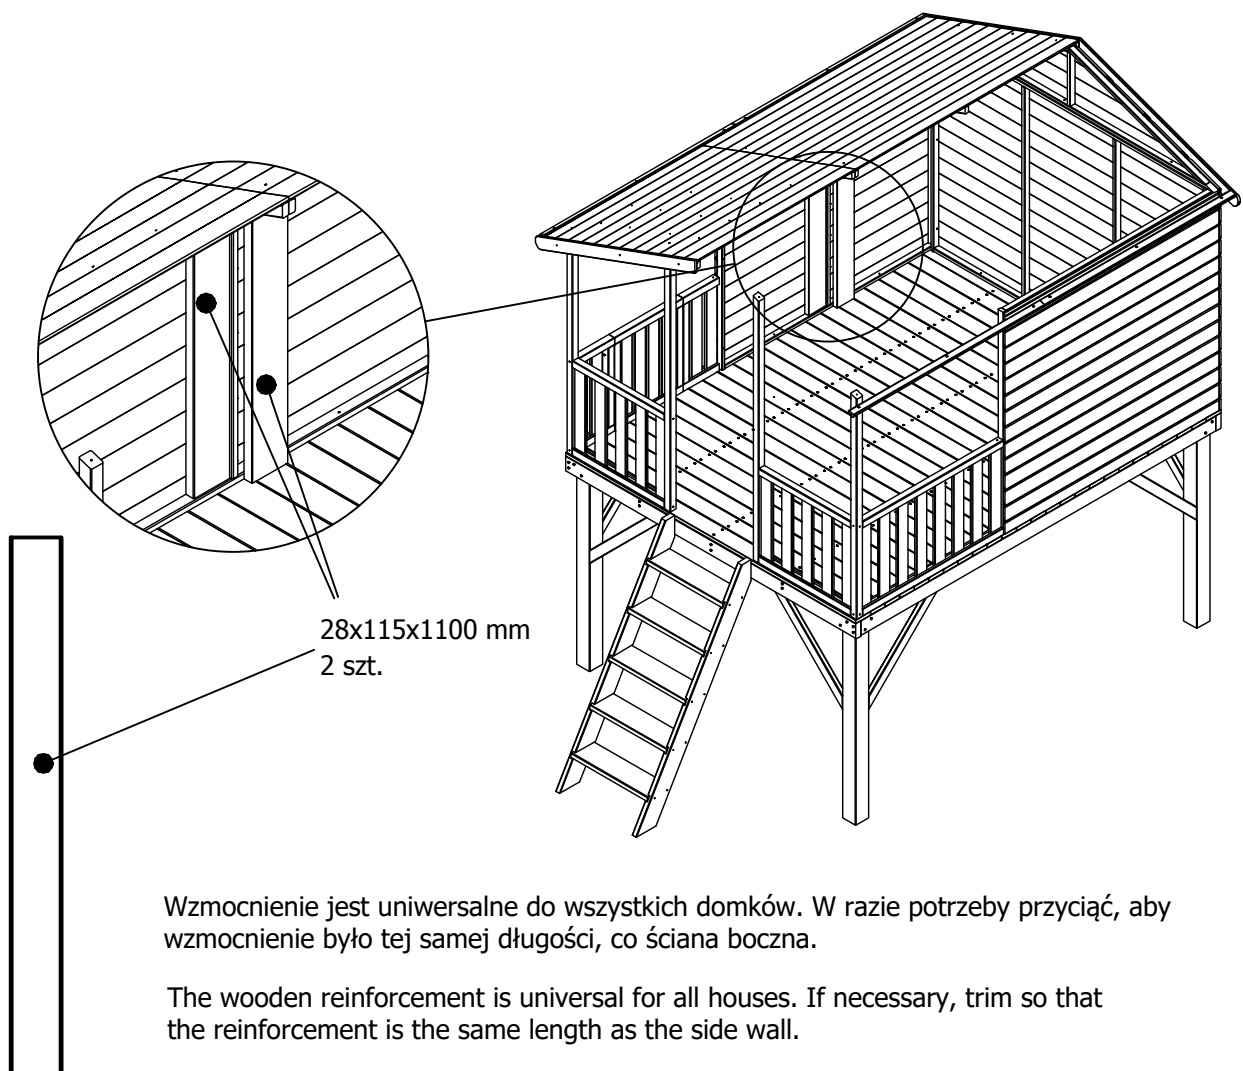 28x115x1100 mm
2 szt.
Wzmocnienie jest uniwersalne do wszystkich domków. W razie potrzeby przyciąć, aby
wzmocnienie było tej samej długości, co ściana boczna.
The wooden reinforcement is universal for all houses. If necessary, trim so that
the reinforcement is the same length as the side wall.